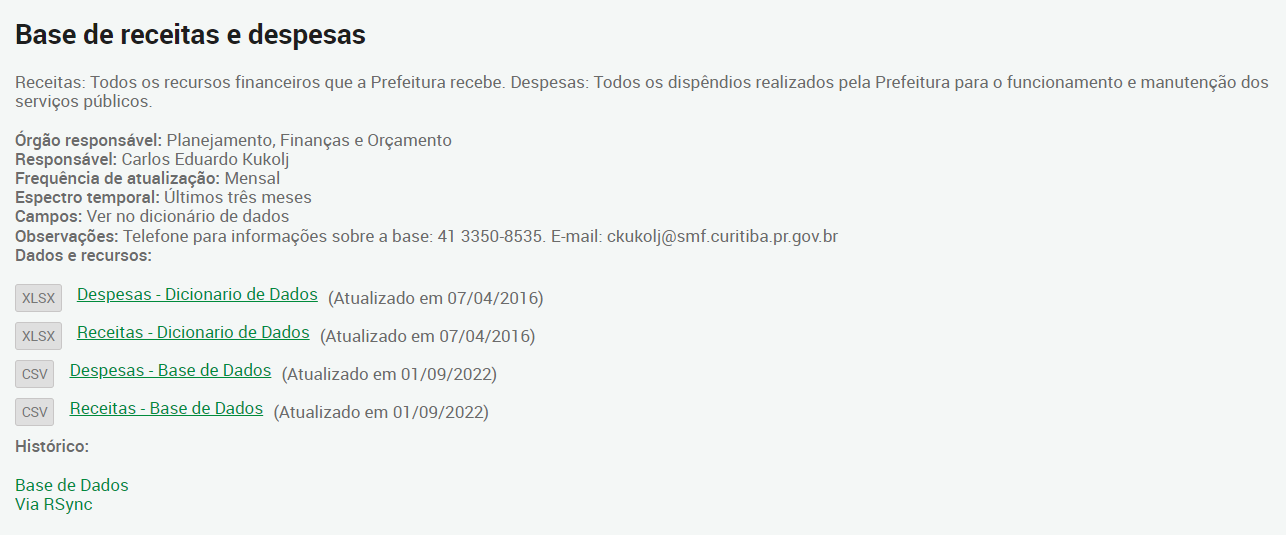 Base de receitas e despesas
Receitas: Todos os recursos financeiros que a Prefeitura recebe. Despesas: Todos os dispêndios realizados pela Prefeitura para o funcionamento e manutenção dos
serviços públicos.
Órgão responsável: Planejamento, Finanças e Orçamento
Responsável: Carlos Eduardo Kukolj
Frequência de atualização: Mensal
Espectro temporal: Últimos três meses
Campos: Ver no dicionário de dados
Observações: Telefone para informações sobre a base: 41 3350-8535. E-mail: ckukolj@smf.curitiba.pr.gov.br
Dados e recursos:
XLSX Despesas - Dicionario de Dados (Atualizado em 07/04/2016)
XLSX Receitas - Dicionario de Dados (Atualizado em 07/04/2016)
CSV Despesas - Base de Dados (Atualizado em 01/09/2022)
CSV Receitas - Base de Dados (Atualizado em 01/09/2022)
Histórico:
Base de Dados
Via RSync